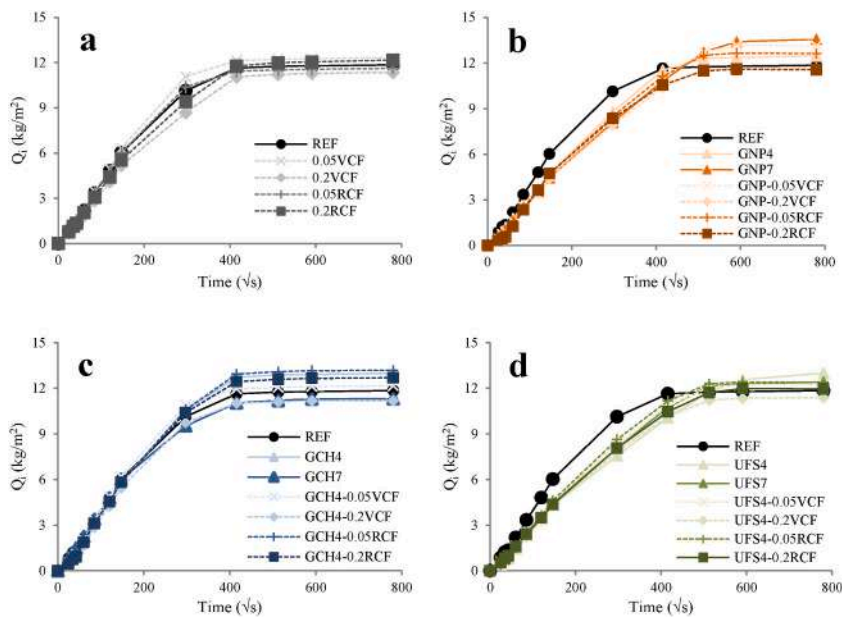 a
15
12
9
6
3
0
Qi (kg/m²)
REF
0.05VCF
0.2VCF
0.05RCF
0.2RCF
0 200 400 600 800
Time (√s)
b
15
12
9
6
3
0
Qi (kg/m²)
REF
GNP4
GNP7
GNP-0.05VCF
GNP-0.2VCF
GNP-0.05RCF
GNP-0.2RCF
0 200 400 600 800
Time (√s)
c
15
12
9
6
3
0
Qi (kg/m²)
REF
GCH4
GCH7
GCH4-0.05VCF
GCH4-0.2VCF
GCH4-0.05RCF
GCH4-0.2RCF
0 200 400 600 800
Time (√s)
d
15
12
9
6
3
0
Qi (kg/m²)
REF
UFS4
UFS7
UFS4-0.05VCF
UFS4-0.2VCF
UFS4-0.05RCF
UFS4-0.2RCF
0 200 400 600 800
Time (√s)